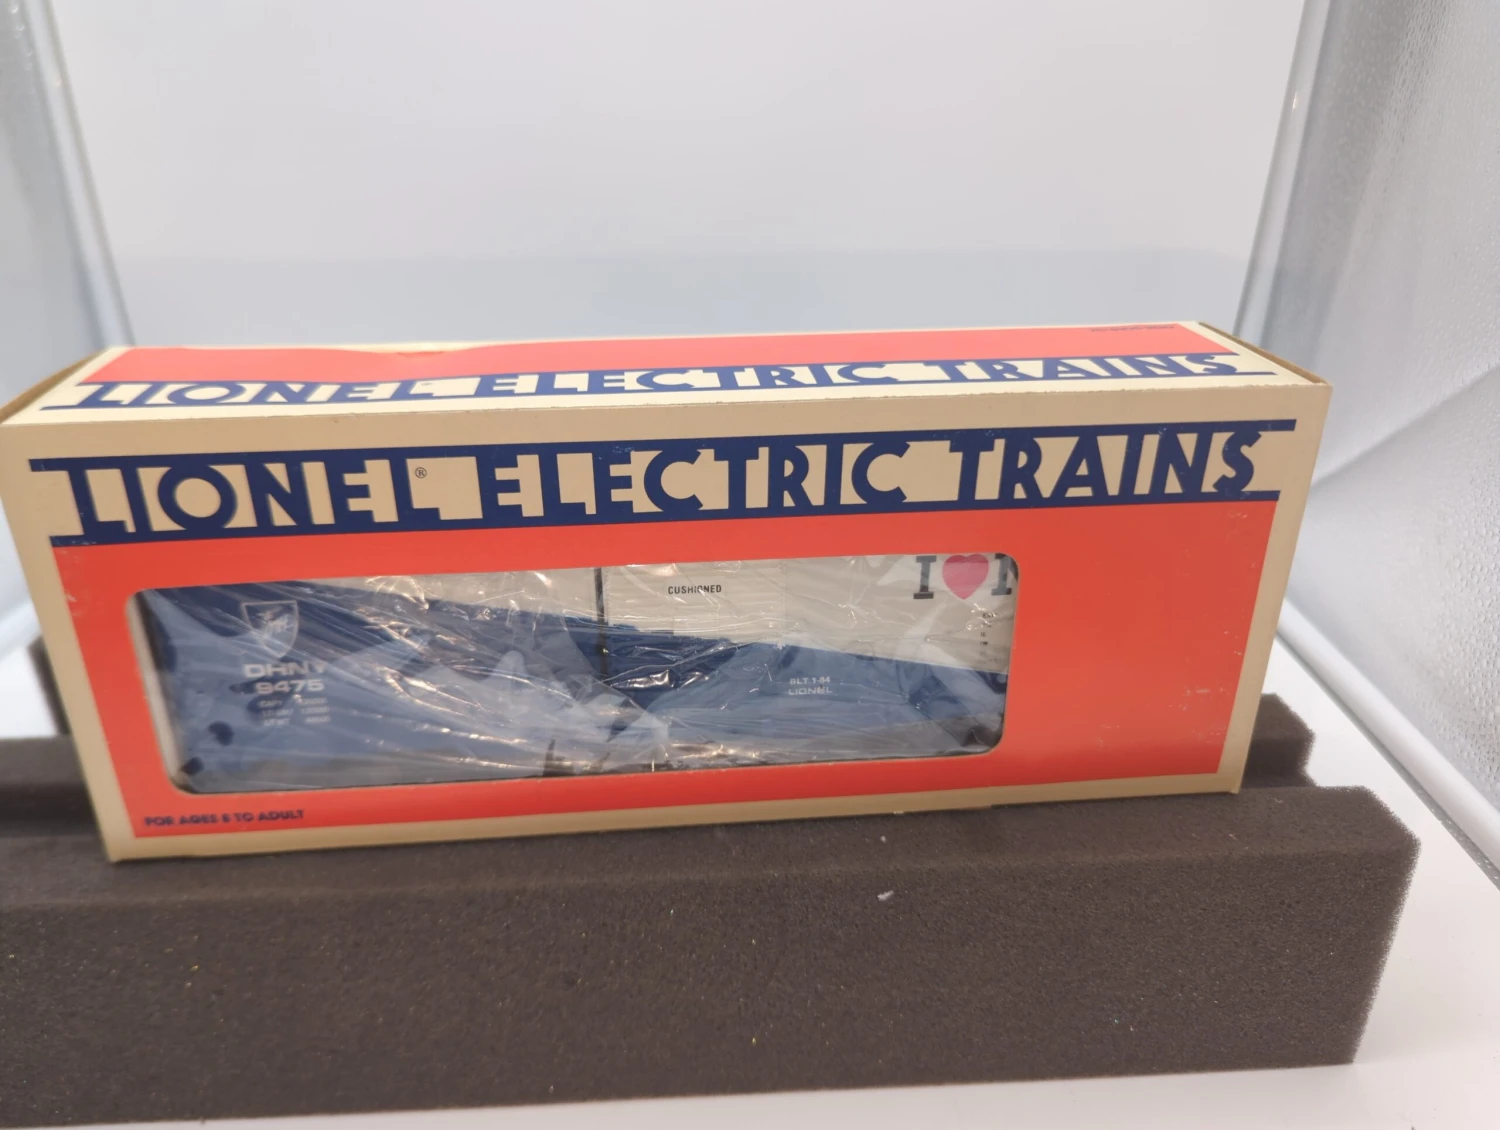 LIONEL ELECTRIC TRAINS
LIONEL® ELECTRIC TRAINS
CUSHIONED
I ❤ N
DHNY
9475
BLT 1-84
LIONEL
FOR AGES 8 TO ADULT